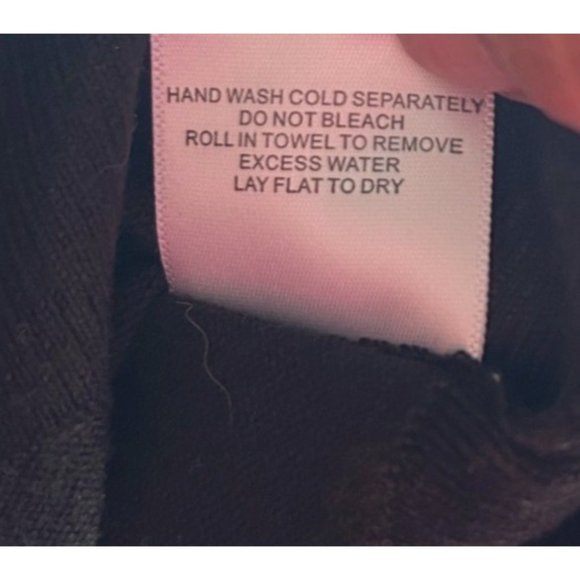 HAND WASH COLD SEPARATELY
DO NOT BLEACH
ROLL IN TOWEL TO REMOVE
EXCESS WATER
LAY FLAT TO DRY